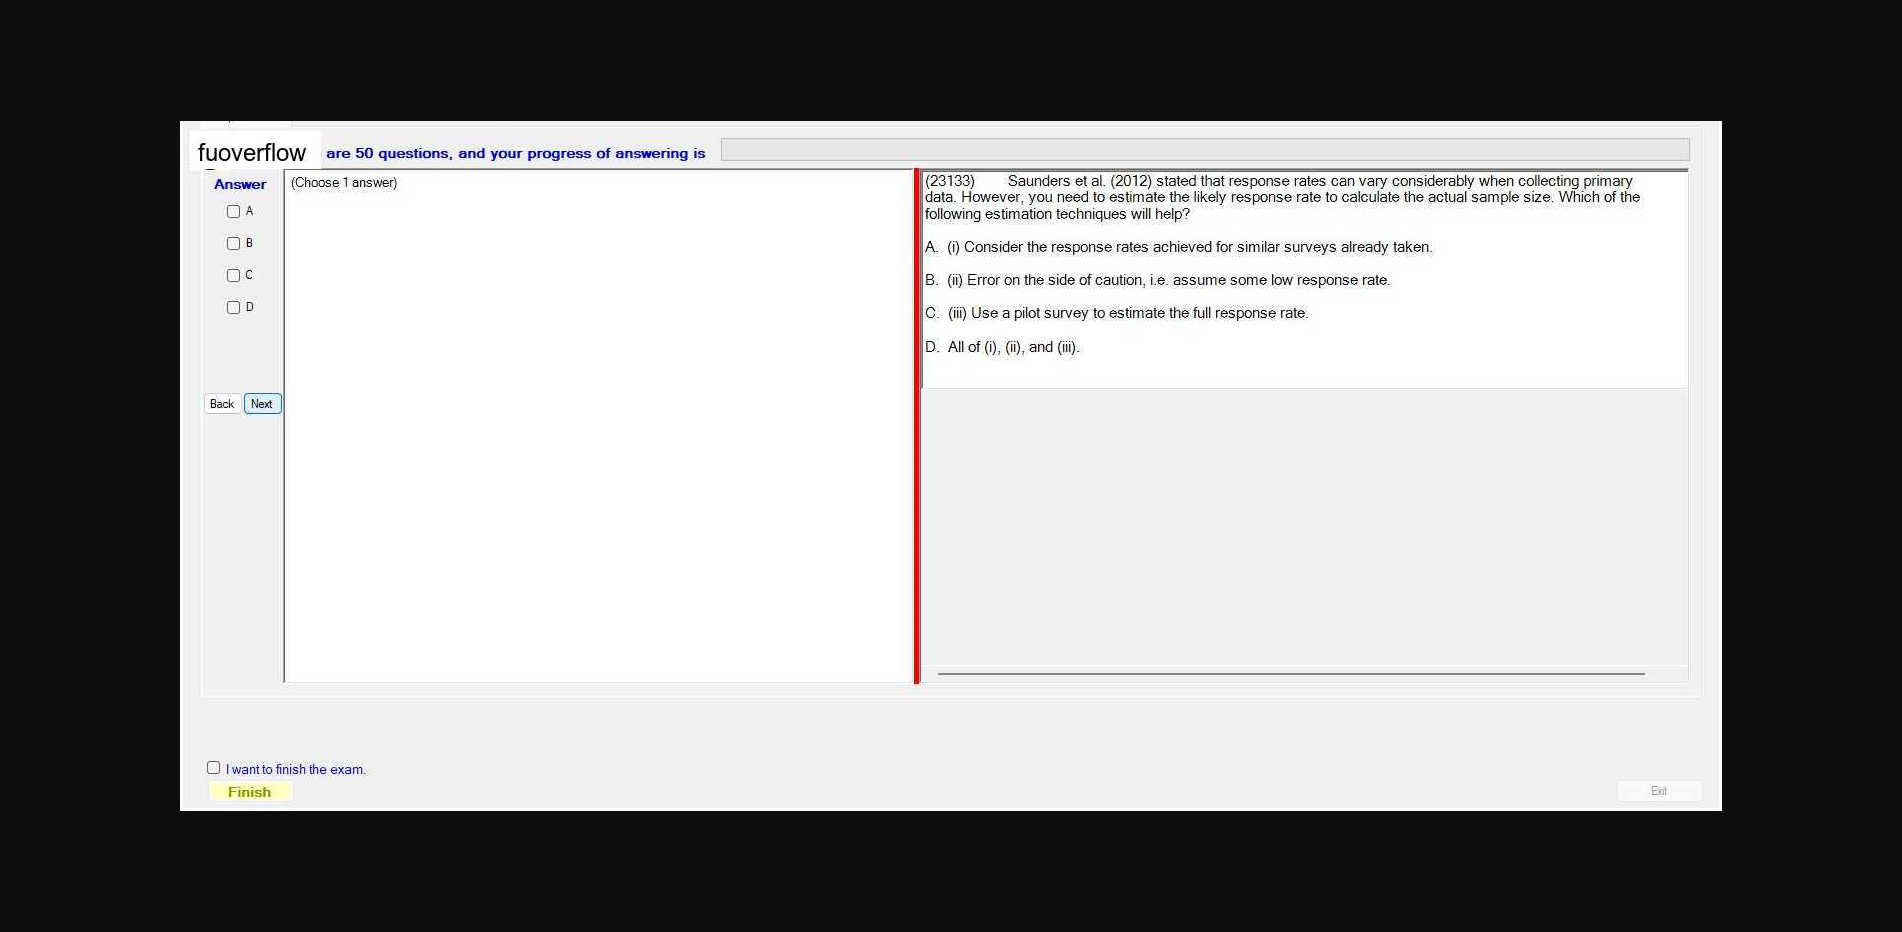 fuoverflow are 50 questions, and your progress of answering is
Answer
A
B
C
D
Back Next
(Choose 1 answer)
(23133) Saunders et al. (2012) stated that response rates can vary considerably when collecting primary
data. However, you need to estimate the likely response rate to calculate the actual sample size. Which of the
following estimation techniques will help?
A. (i) Consider the response rates achieved for similar surveys already taken.
B. (ii) Error on the side of caution, i.e. assume some low response rate.
C. (iii) Use a pilot survey to estimate the full response rate.
D. All of (i), (ii), and (iii).
I want to finish the exam.
Finish
Exit